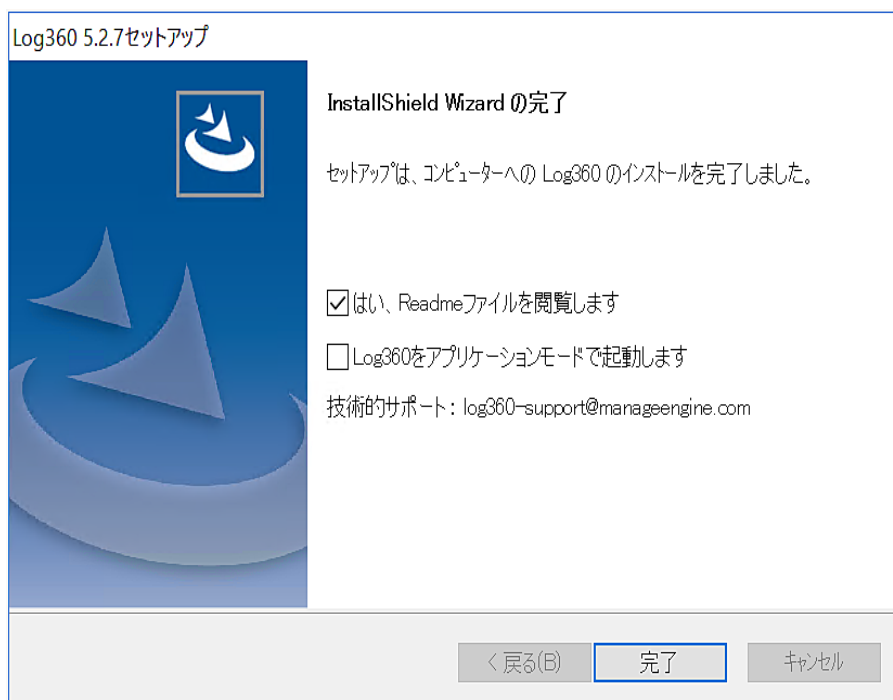 Log360 5.2.7セットアップ
InstallShield Wizard の完了
セットアップは、コンピューターへの Log360 のインストールを完了しました。
はい、Readmeファイルを閲覧します
Log360をアプリケーションモードで起動します
技術的サポート：log360-support@manageengine.com
< 戻る(B)
完了
キャンセル